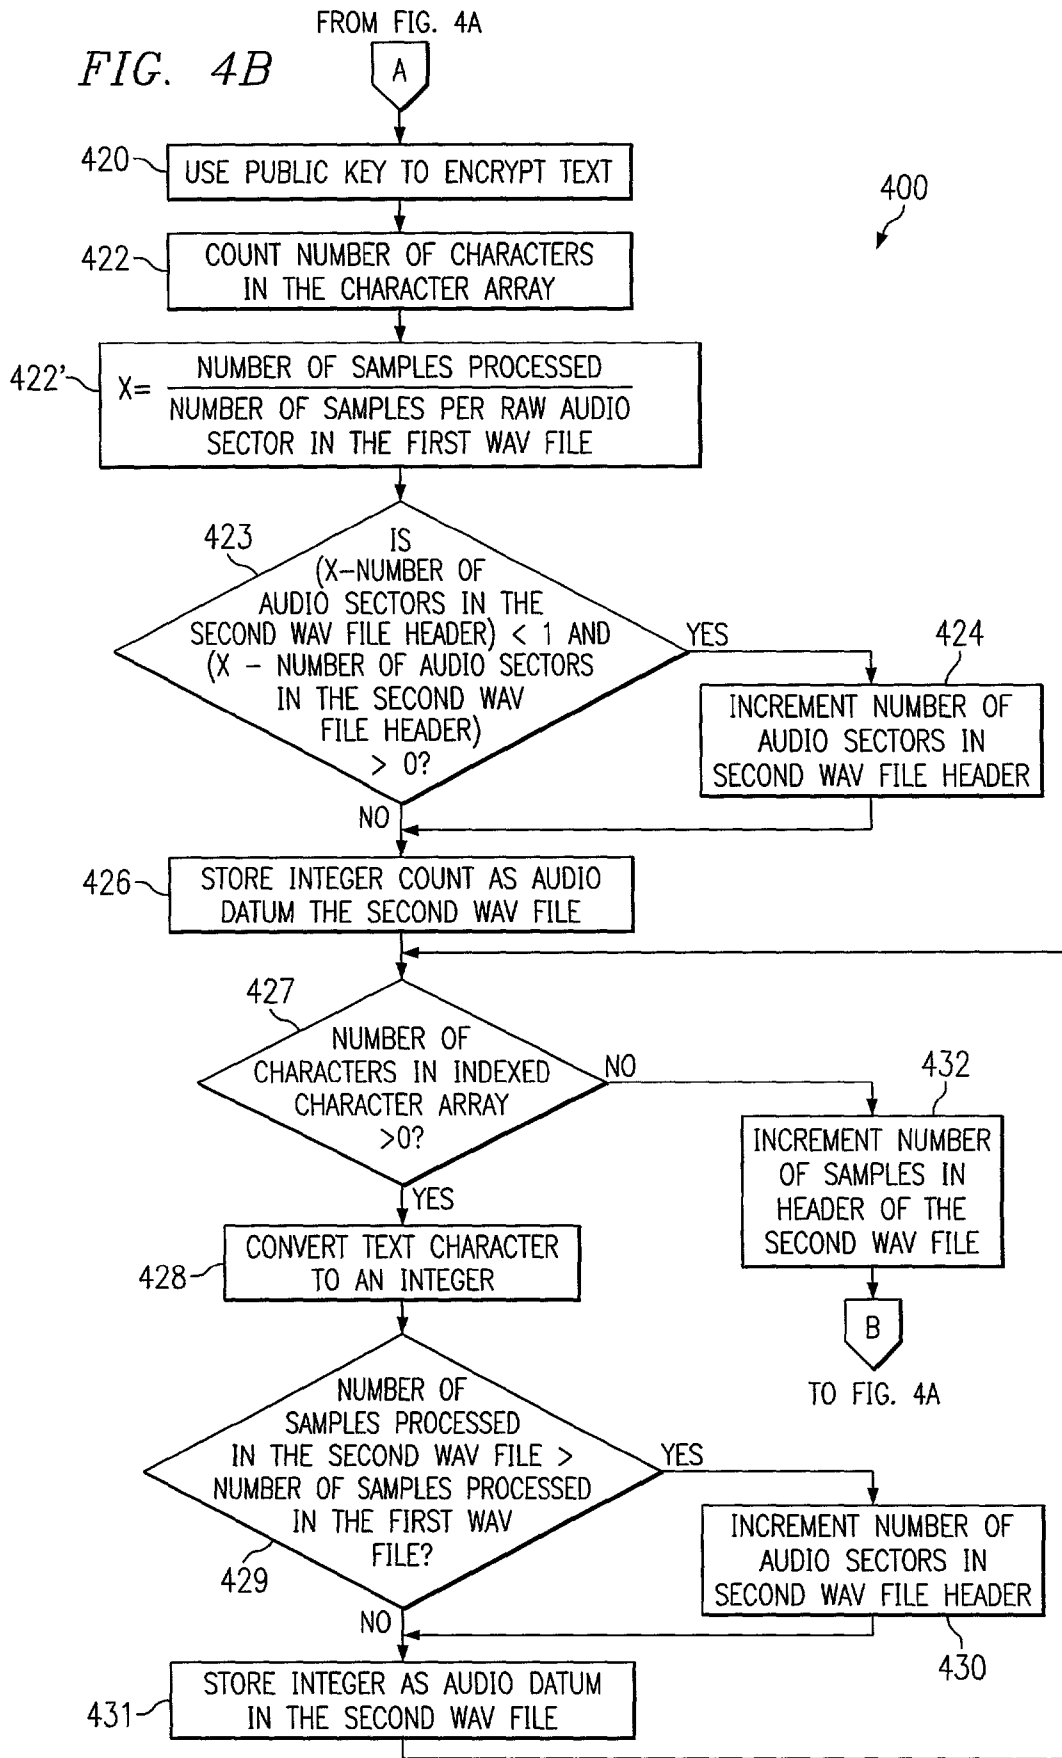 FROM FIG. 4A
FIG. 4B
A
420
USE PUBLIC KEY TO ENCRYPT TEXT
400
422
COUNT NUMBER OF CHARACTERS
IN THE CHARACTER ARRAY
422'
X=
NUMBER OF SAMPLES PROCESSED
NUMBER OF SAMPLES PER RAW AUDIO
SECTOR IN THE FIRST WAV FILE
423
IS
(X-NUMBER OF
AUDIO SECTORS IN THE
SECOND WAV FILE HEADER) < 1 AND
(X - NUMBER OF AUDIO SECTORS
IN THE SECOND WAV
FILE HEADER)
> 0?
YES
424
INCREMENT NUMBER OF
AUDIO SECTORS IN
SECOND WAV FILE HEADER
NO
426
STORE INTEGER COUNT AS AUDIO
DATUM THE SECOND WAV FILE
427
NUMBER OF
CHARACTERS IN INDEXED
CHARACTER ARRAY
>0?
NO
432
INCREMENT NUMBER
OF SAMPLES IN
HEADER OF THE
SECOND WAV FILE
YES
428
CONVERT TEXT CHARACTER
TO AN INTEGER
B
TO FIG. 4A
NUMBER OF
SAMPLES PROCESSED
IN THE SECOND WAV FILE >
NUMBER OF SAMPLES PROCESSED
IN THE FIRST WAV
FILE?
429
YES
INCREMENT NUMBER OF
AUDIO SECTORS IN
SECOND WAV FILE HEADER
430
NO
431
STORE INTEGER AS AUDIO DATUM
IN THE SECOND WAV FILE